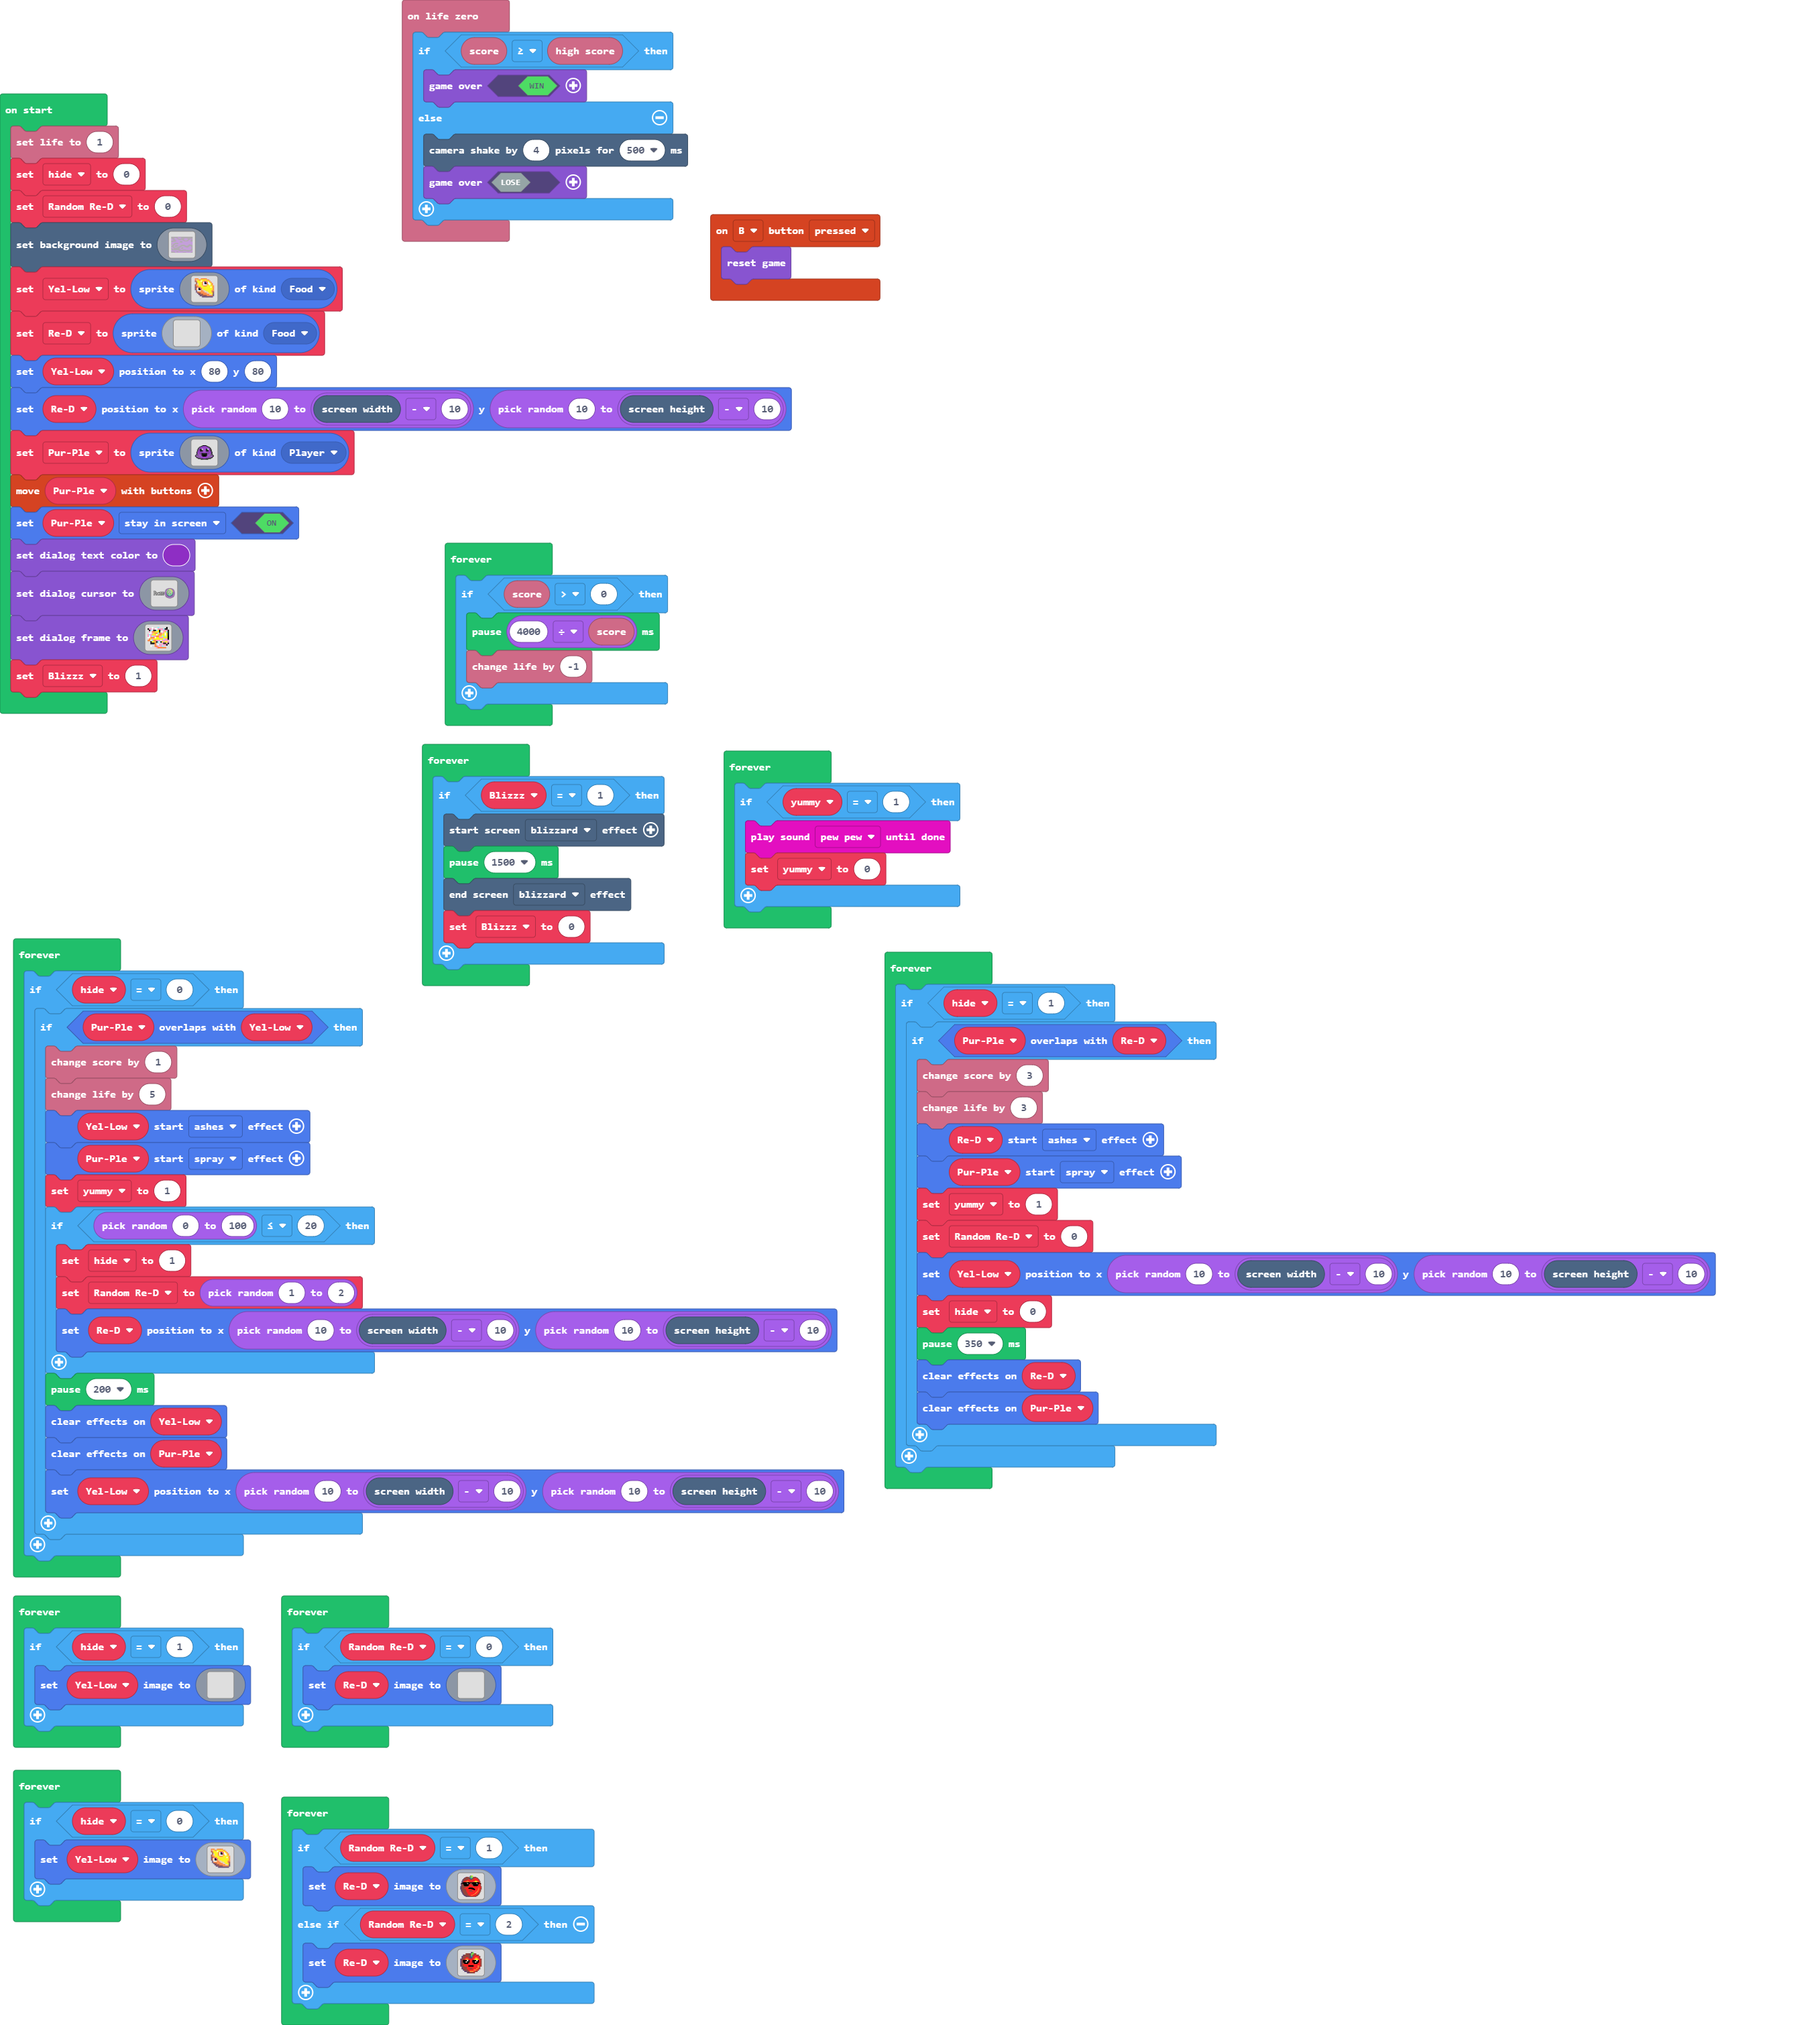 on life zero
if score ≥ high score then
game over WIN
else
camera shake by 4 pixels for 500 ms
game over LOSE
on start
set life to 1
set hide to 0
set Random Re-D to 0
set background image to
set Yel-Low to sprite of kind Food
set Re-D to sprite of kind Food
set Yel-Low position to x 80 y 80
set Re-D position to x pick random 10 to screen width - 10 y pick random 10 to screen height - 10
set Pur-Ple to sprite of kind Player
move Pur-Ple with buttons
set Pur-Ple stay in screen ON
set dialog text color to
set dialog cursor to
set dialog frame to
set Blizzz to 1
on B button pressed
reset game
forever
if score > 0 then
pause 4000 ÷ score ms
change life by -1
forever
if Blizzz = 1 then
start screen blizzard effect
pause 1500 ms
end screen blizzard effect
set Blizzz to 0
forever
if yummy = 1 then
play sound pew pew until done
set yummy to 0
forever
if hide = 0 then
if Pur-Ple overlaps with Yel-Low then
change score by 1
change life by 5
Yel-Low start ashes effect
Pur-Ple start spray effect
set yummy to 1
if pick random 0 to 100 ≤ 20 then
set hide to 1
set Random Re-D to pick random 1 to 2
set Re-D position to x pick random 10 to screen width - 10 y pick random 10 to screen height - 10
pause 200 ms
clear effects on Yel-Low
clear effects on Pur-Ple
set Yel-Low position to x pick random 10 to screen width - 10 y pick random 10 to screen height - 10
forever
if hide = 1 then
if Pur-Ple overlaps with Re-D then
change score by 3
change life by 3
Re-D start ashes effect
Pur-Ple start spray effect
set yummy to 1
set Random Re-D to 0
set Yel-Low position to x pick random 10 to screen width - 10 y pick random 10 to screen height - 10
set hide to 0
pause 350 ms
clear effects on Re-D
clear effects on Pur-Ple
forever
if hide = 1 then
set Yel-Low image to
forever
if Random Re-D = 0 then
set Re-D image to
forever
if hide = 0 then
set Yel-Low image to
forever
if Random Re-D = 1 then
set Re-D image to
else if Random Re-D = 2 then
set Re-D image to